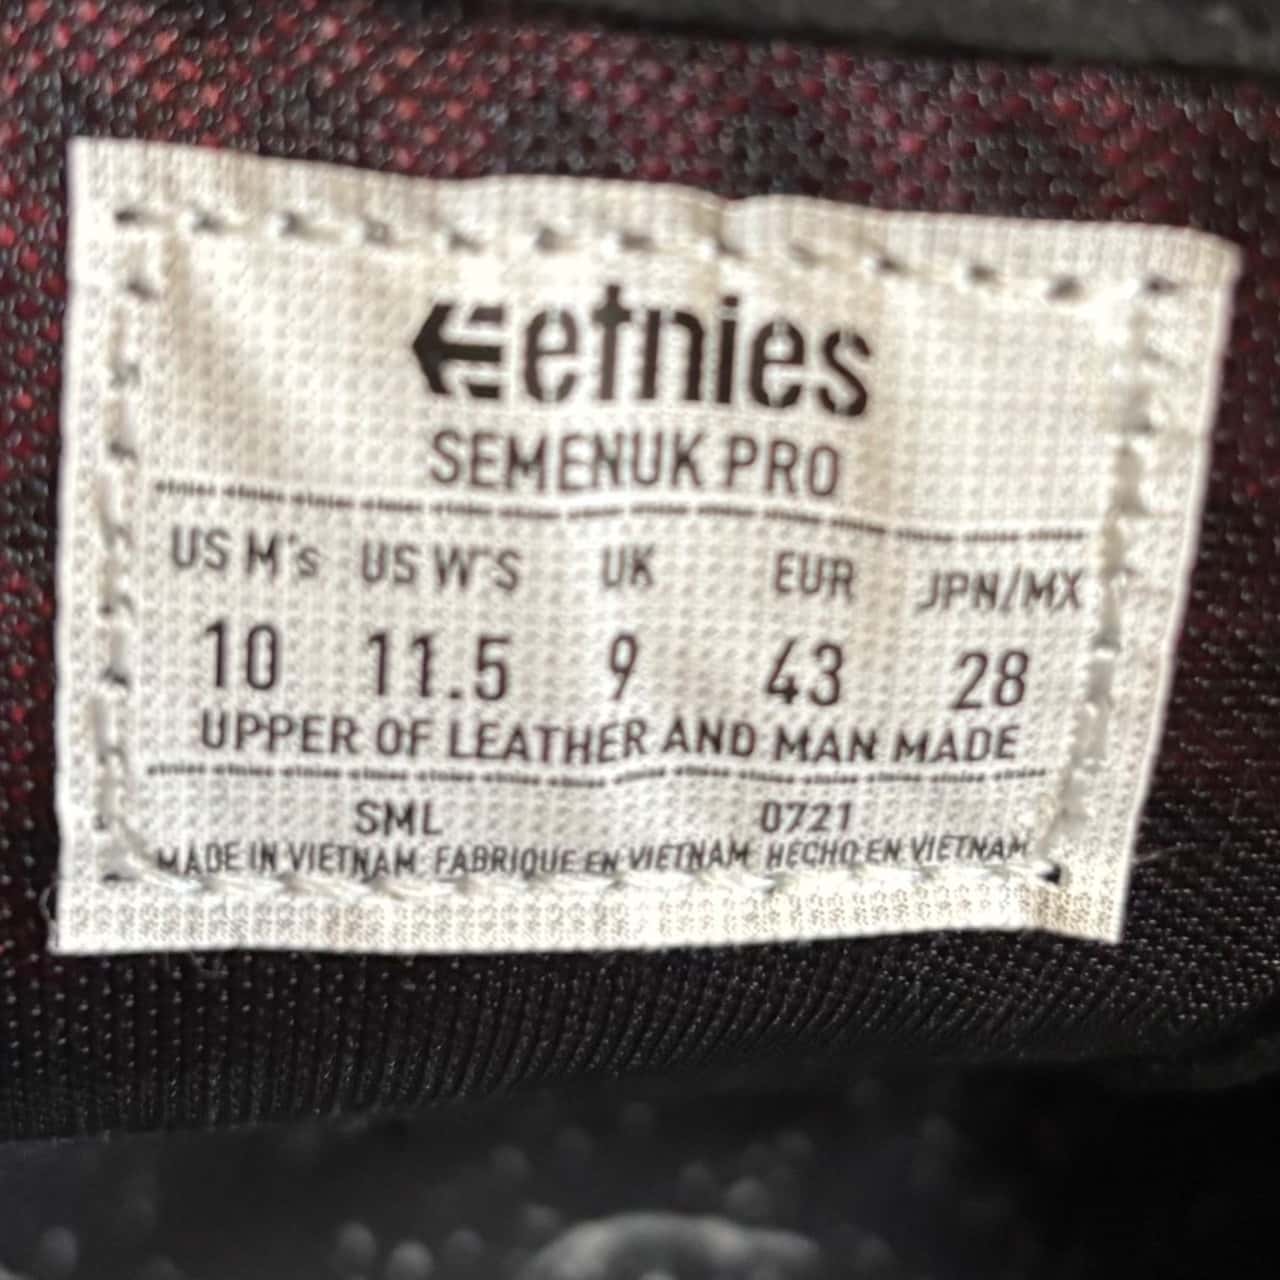 etnies
SEMENUK PRO
US M's US W'S UK EUR JPN/MX
10 11.5 9 43 28
UPPER OF LEATHER AND MAN MADE
SML 0721
MADE IN VIETNAM FABRIQUE EN VIETNAM HECHO EN VIETNAM